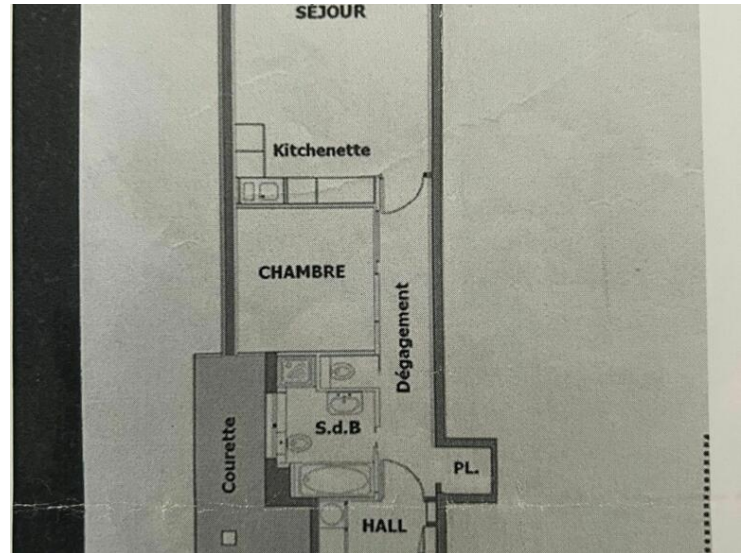 SÉJOUR
Kitchenette
CHAMBRE
Dégagement
Courette
S.d.B
PL.
HALL